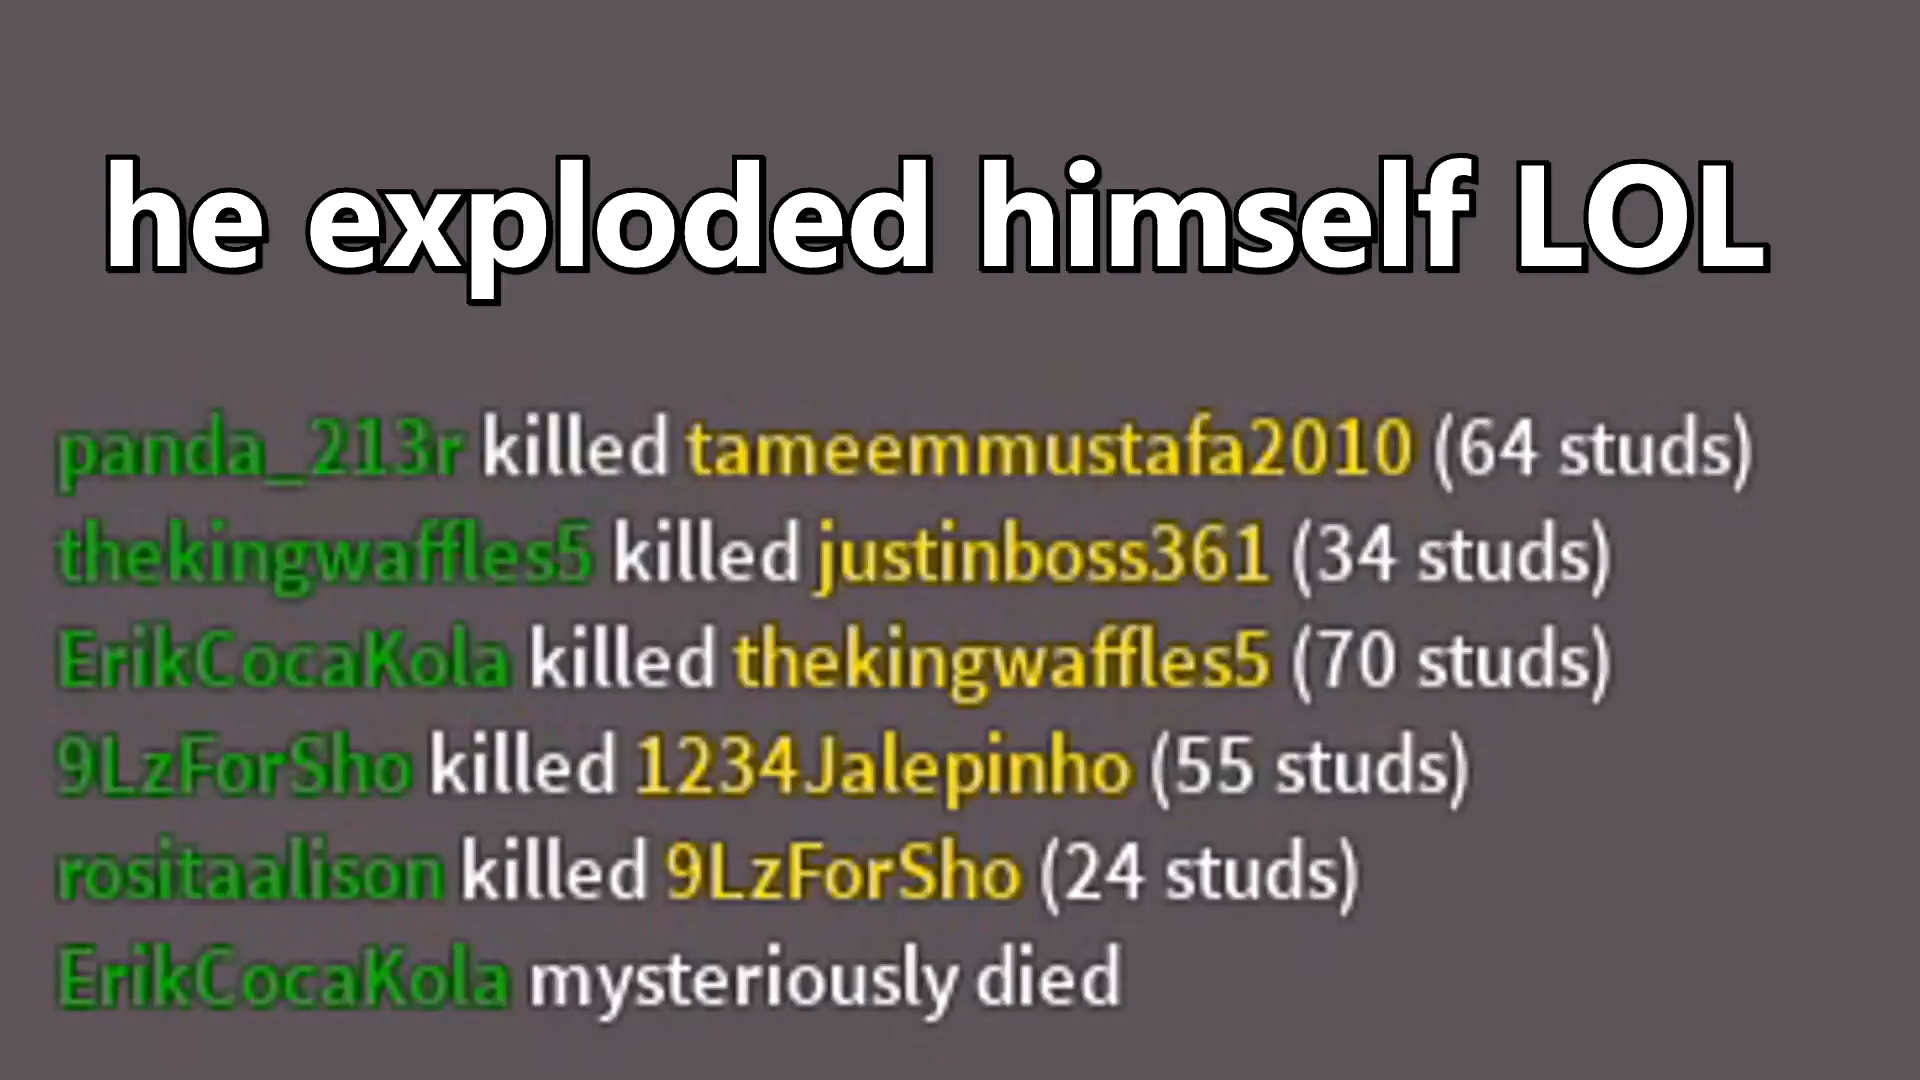 he exploded himself LOL
panda_213r killed tameemmustafa2010 (64 studs)
thekingwaffles5 killed justinboss361 (34 studs)
ErikCocaKola killed thekingwaffles5 (70 studs)
9LzForSho killed 1234Jalepinho (55 studs)
rositaalison killed 9LzForSho (24 studs)
ErikCocaKola mysteriously died